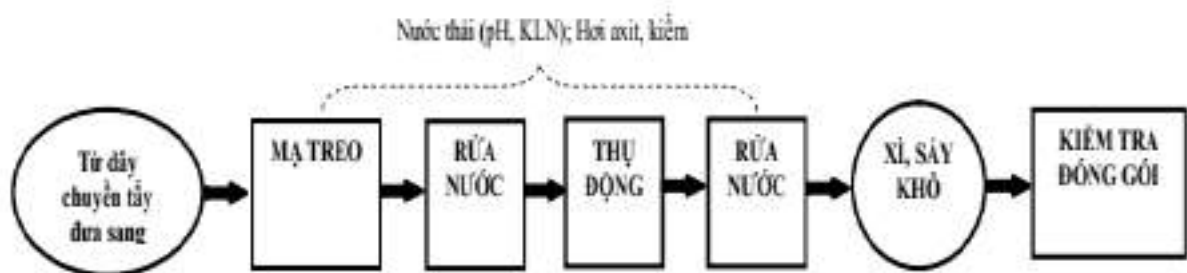 Nước thải (pH, KLN); Hơi axit, kiềm
Từ dây
chuyền tẩy
đưa sang
MẠ TREO
RỬA
NƯỚC
THỤ
ĐỘNG
RỬA
NƯỚC
XÌ, SẤY
KHÔ
KIỂM TRA
ĐÓNG GÓI